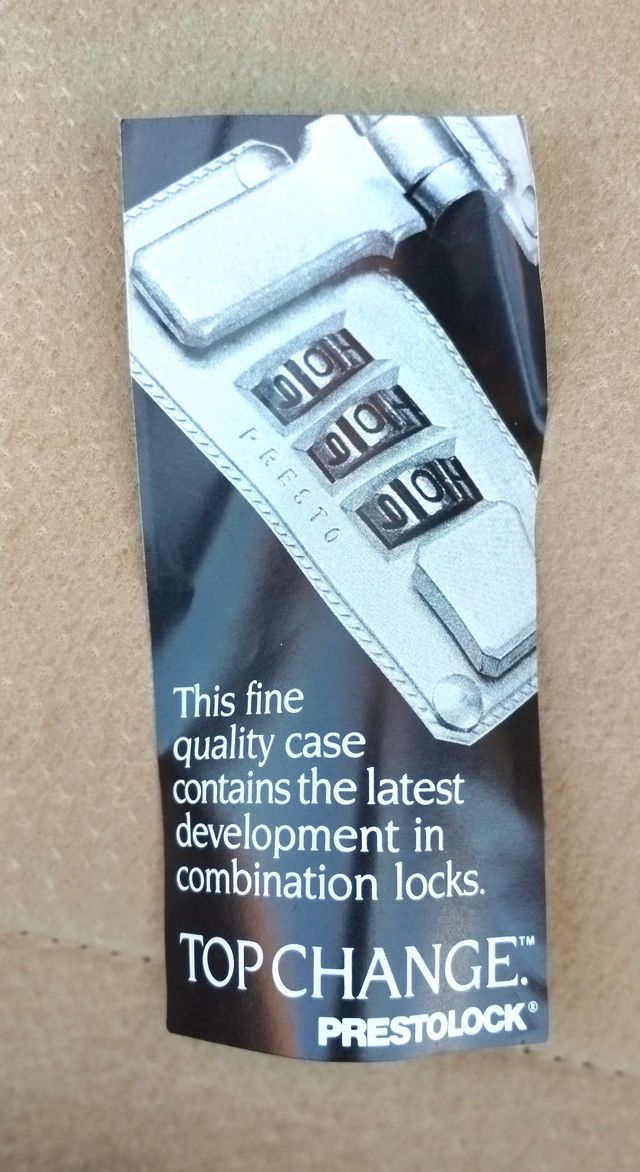 PRESTO
This fine
quality case
contains the latest
development in
combination locks.
TOP CHANGE.™
PRESTOLOCK®